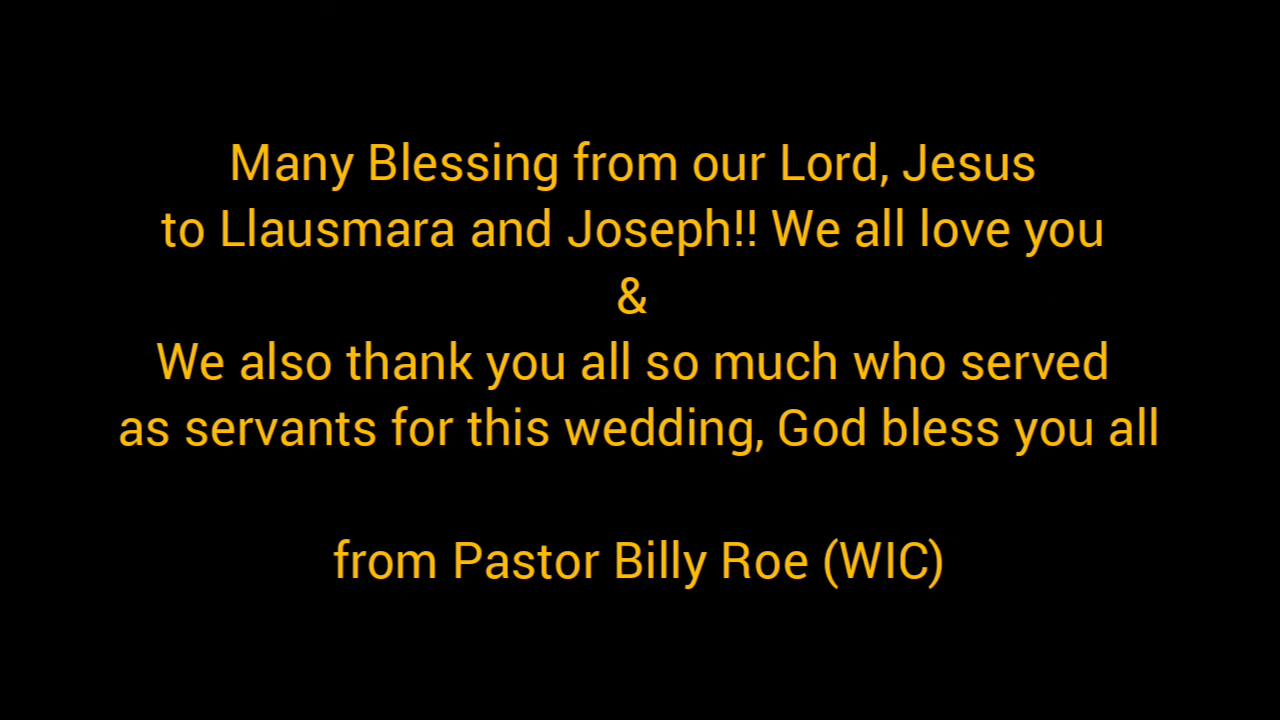 Many Blessing from our Lord, Jesus
to Llausmara and Joseph!! We all love you
&
We also thank you all so much who served
as servants for this wedding, God bless you all
from Pastor Billy Roe (WIC)